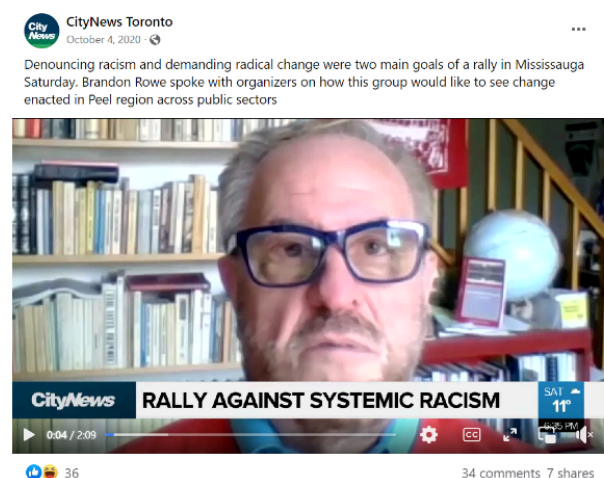 City
News
CityNews Toronto
October 4, 2020 ·
Denouncing racism and demanding radical change were two main goals of a rally in Mississauga
Saturday. Brandon Rowe spoke with organizers on how this group would like to see change
enacted in Peel region across public sectors
CityNews
RALLY AGAINST SYSTEMIC RACISM
SAT
11°
6:35 PM
0:04 / 2:09
CC
36
34 comments 7 shares